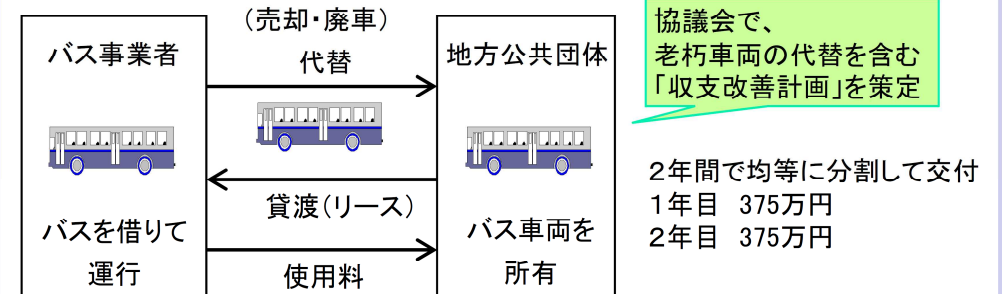 バス事業者
バスを借りて
運行
（売却・廃車）
代替
貸渡（リース）
使用料
地方公共団体
バス車両を
所有
協議会で、
老朽車両の代替を含む
「収支改善計画」を策定
２年間で均等に分割して交付
１年目　375万円
２年目　375万円